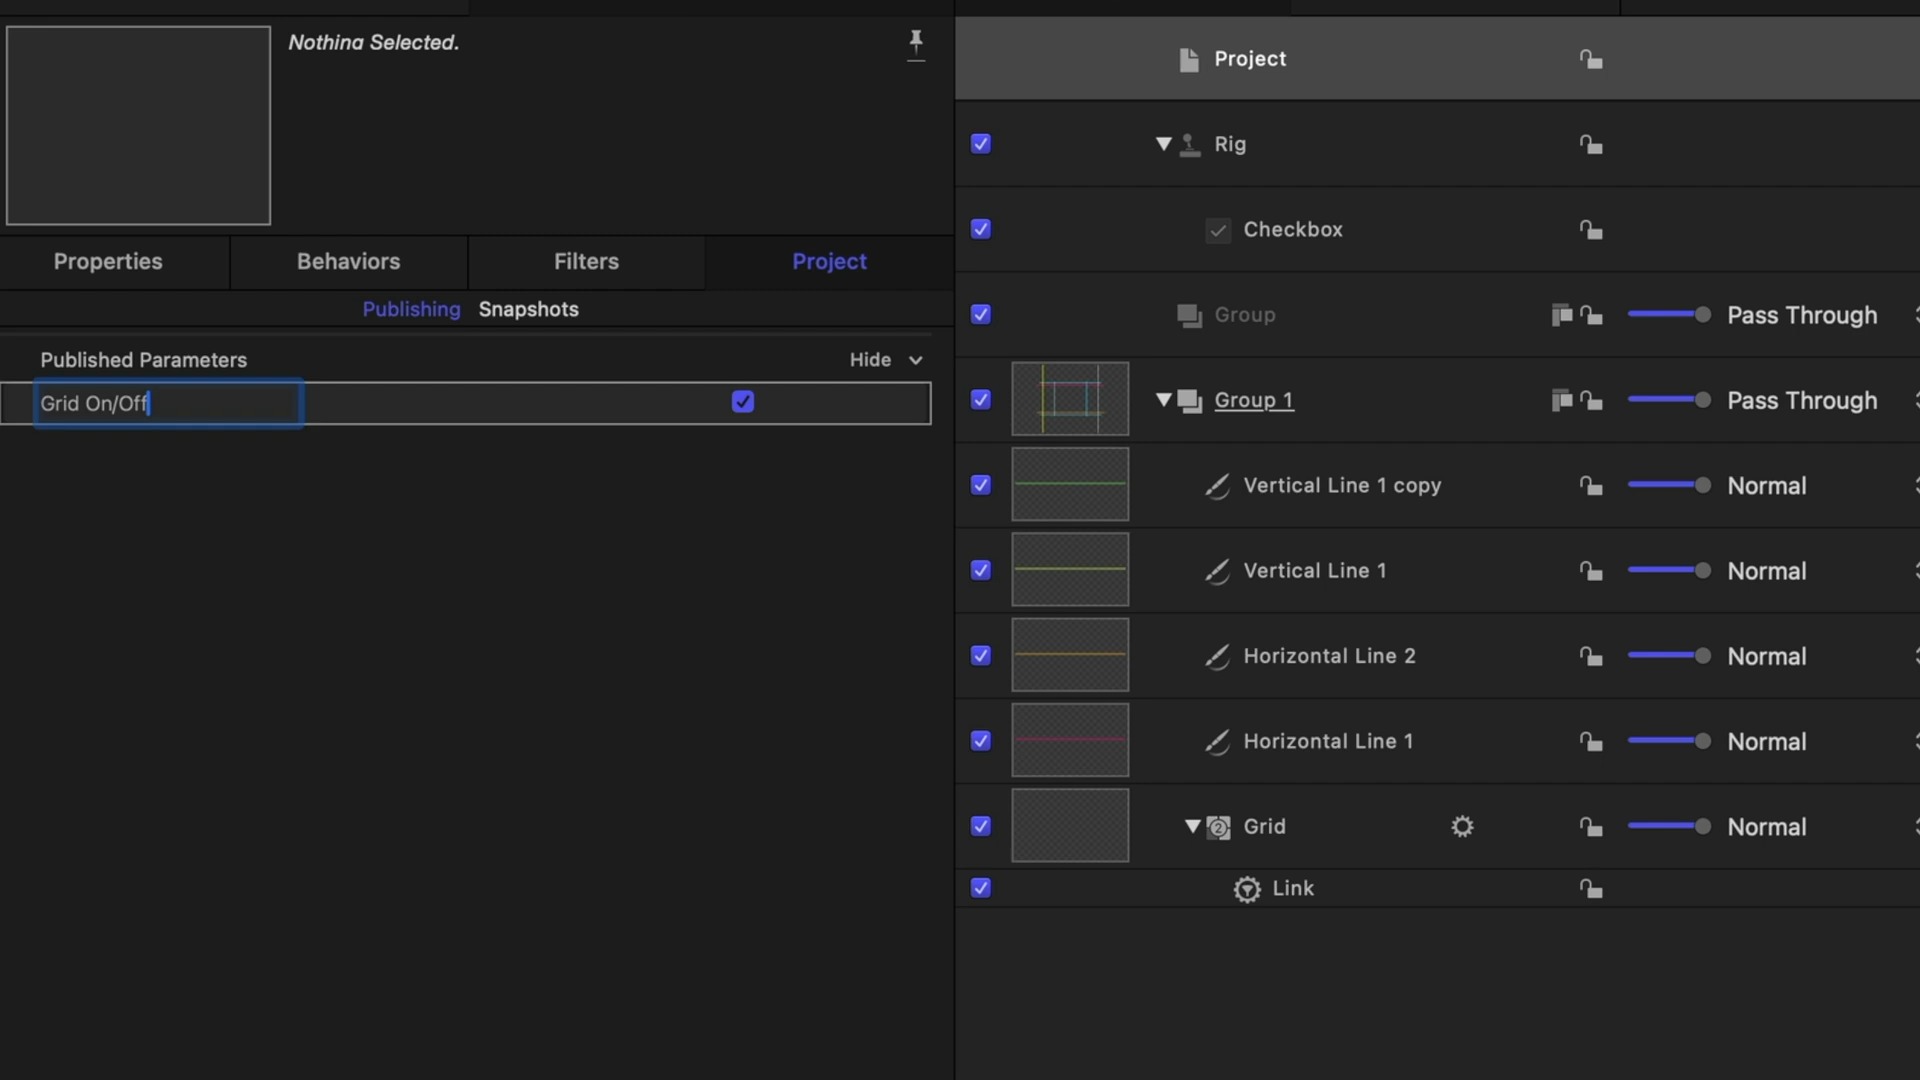 Nothing Selected.
Properties
Behaviors
Filters
Project
Publishing
Snapshots
Published Parameters
Hide
Grid On/Off
Project
Rig
Checkbox
Group
Pass Through
Group 1
Pass Through
Vertical Line 1 copy
Normal
Vertical Line 1
Normal
Horizontal Line 2
Normal
Horizontal Line 1
Normal
Grid
Normal
Link